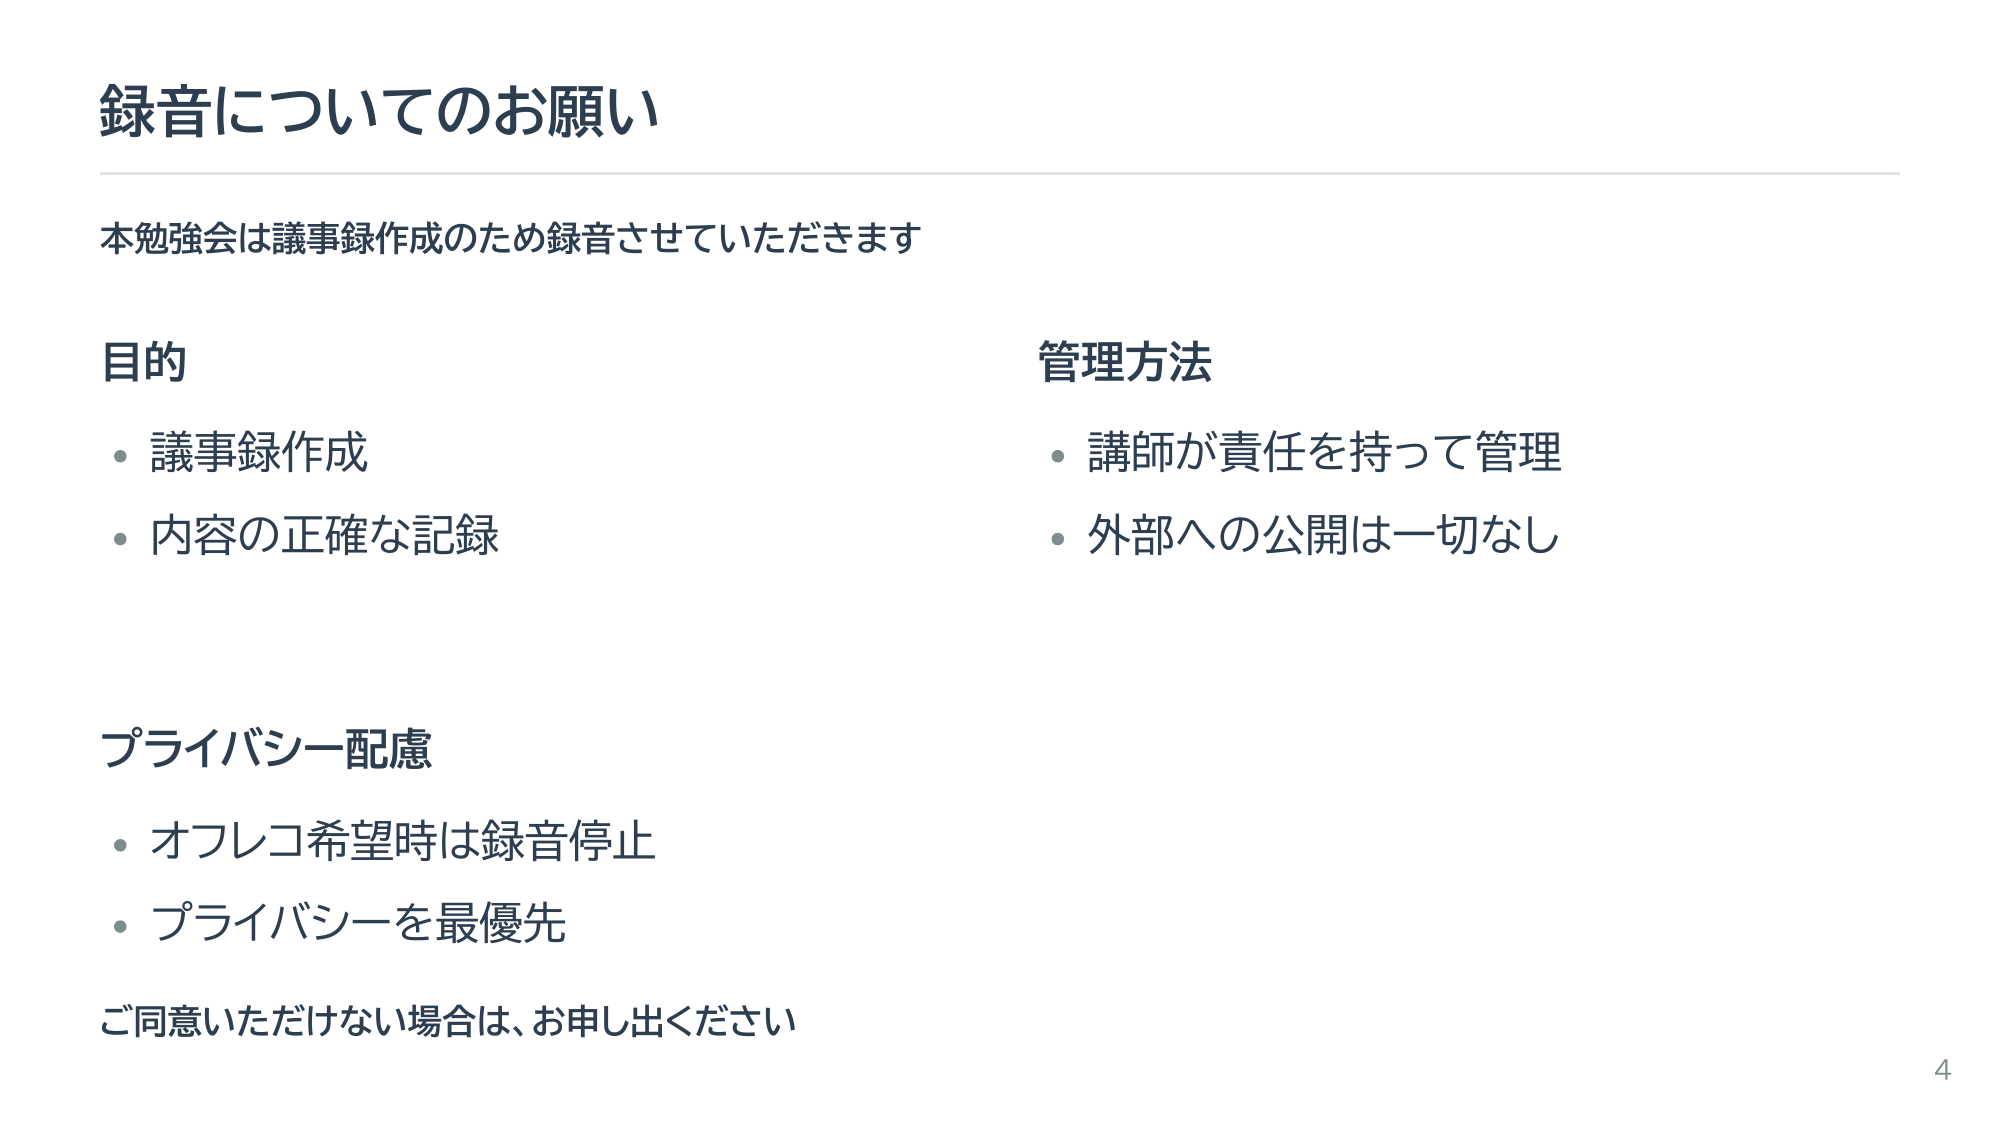 録音についてのお願い
本勉強会は議事録作成のため録音させていただきます
目的
• 議事録作成
• 内容の正確な記録
管理方法
• 講師が責任を持って管理
• 外部への公開は一切なし
プライバシー配慮
• オフレコ希望時は録音停止
• プライバシーを最優先
ご同意いただけない場合は、お申し出ください
4